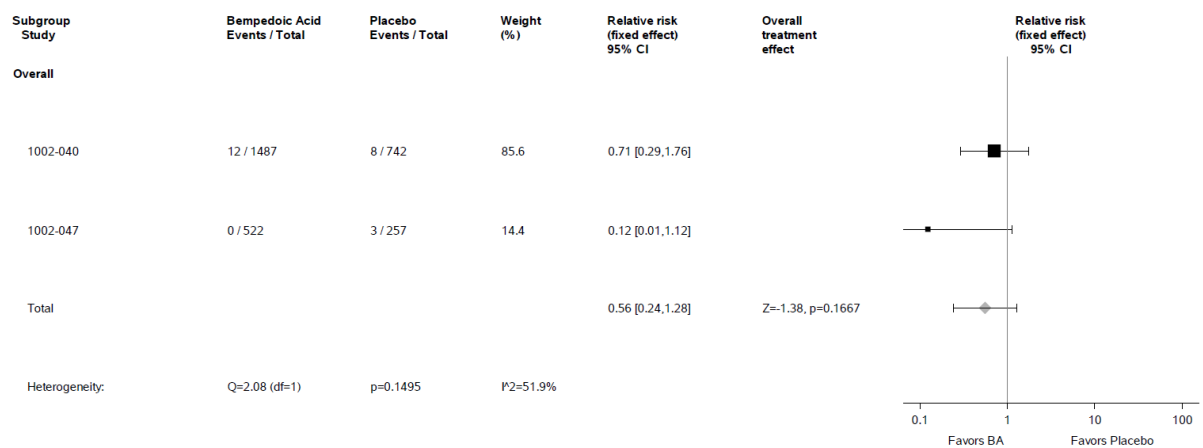 Subgroup Bempedoic Acid Placebo Weight Relative risk Overall Relative risk
Study Events / Total Events / Total (%) (fixed effect) treatment (fixed effect)
95% CI effect 95% CI
Overall
1002-040 12 / 1487 8 / 742 85.6 0.71 [0.29,1.76]
1002-047 0 / 522 3 / 257 14.4 0.12 [0.01,1.12]
Total 0.56 [0.24,1.28] Z=-1.38, p=0.1667
Heterogeneity: Q=2.08 (df=1) p=0.1495 I^2=51.9%
0.1 1 10 100
Favors BA Favors Placebo